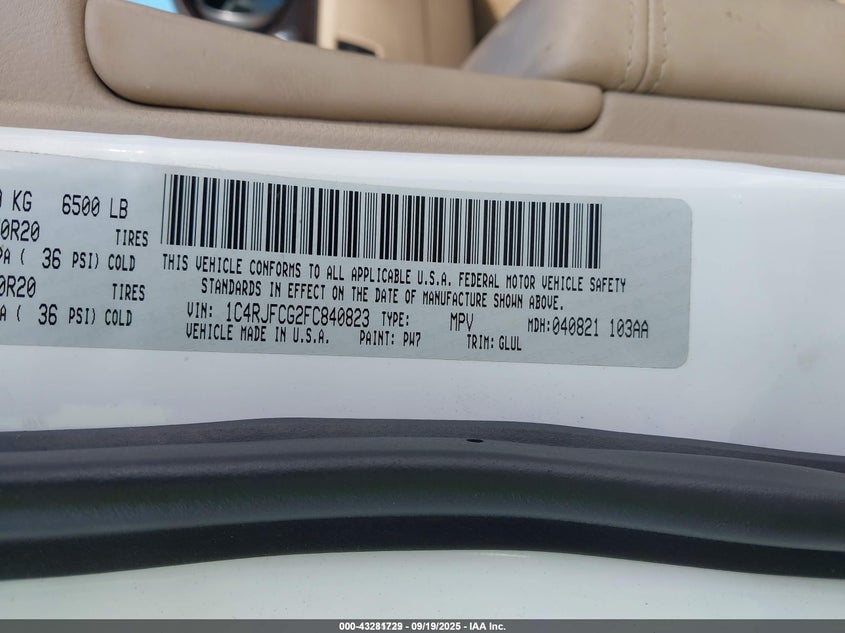 KG 6500 LB
0R20 TIRES
PA ( 36 PSI) COLD
0R20 TIRES
A ( 36 PSI) COLD
THIS VEHICLE CONFORMS TO ALL APPLICABLE U.S.A. FEDERAL MOTOR VEHICLE SAFETY
STANDARDS IN EFFECT ON THE DATE OF MANUFACTURE SHOWN ABOVE.
VIN: 1C4RJFCG2FC840823 TYPE: MPV MDH:040821 103AA
VEHICLE MADE IN U.S.A. PAINT: PW7 TRIM: GLUL
000-43281729 - 09/19/2025 - IAA Inc.